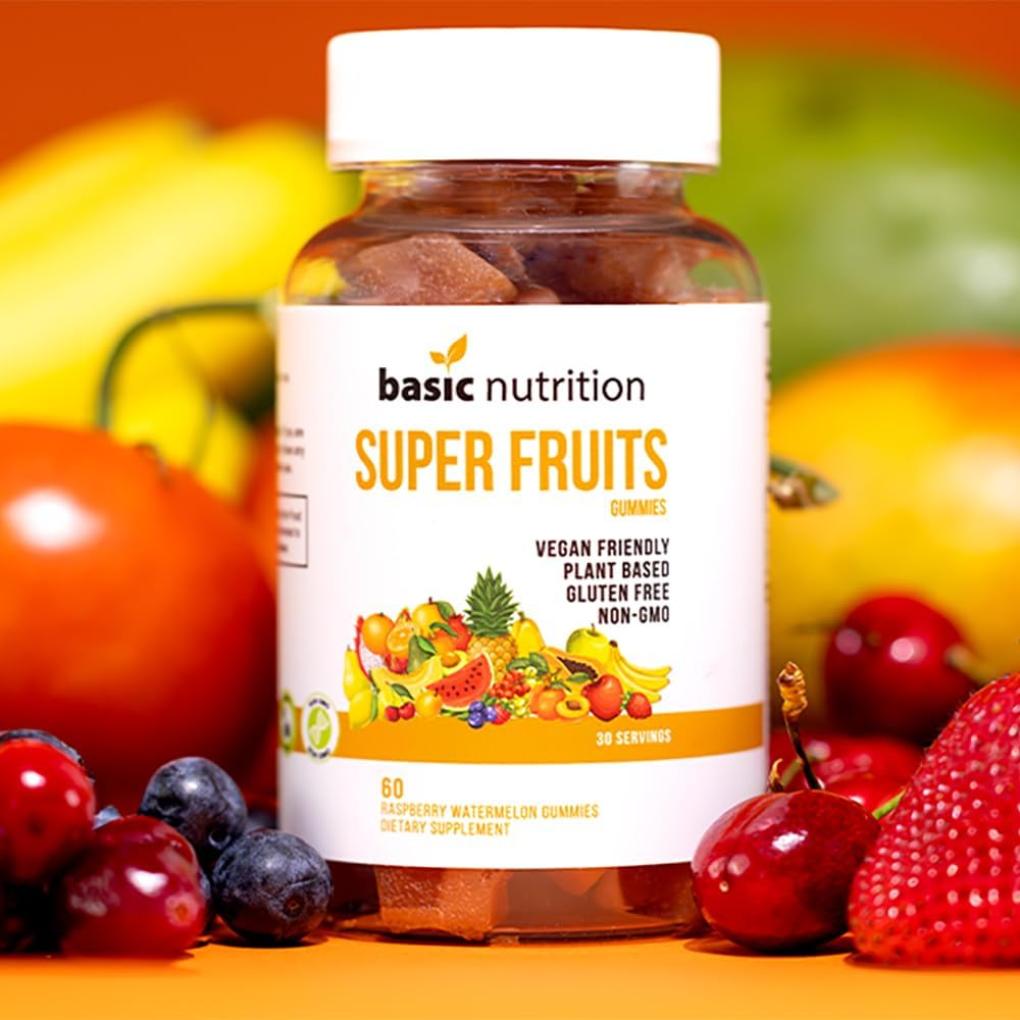 basic nutrition
SUPER FRUITS
GUMMIES
VEGAN FRIENDLY
PLANT BASED
GLUTEN FREE
NON-GMO
30 SERVINGS
60
RASPBERRY WATERMELON GUMMIES
DIETARY SUPPLEMENT